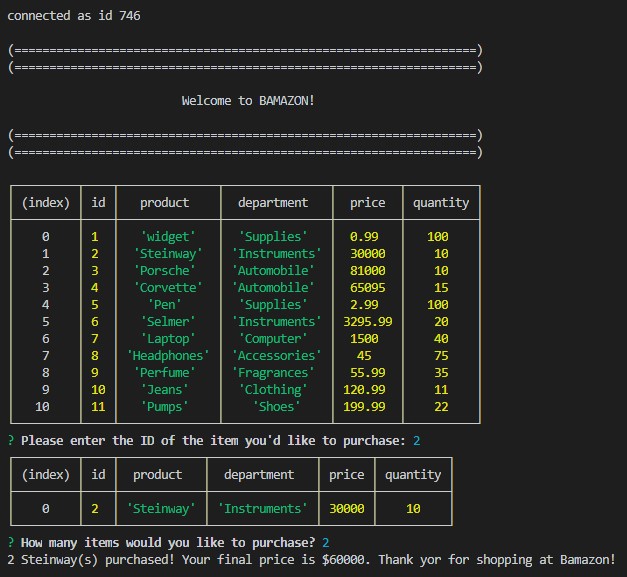 connected as id 746
(=======================================================)
(=======================================================)
Welcome to BAMAZON!
(=======================================================)
(=======================================================)
(index) id product department price quantity
0 1 'widget' 'Supplies' 0.99 100
1 2 'Steinway' 'Instruments' 30000 10
2 3 'Porsche' 'Automobile' 81000 10
3 4 'Corvette' 'Automobile' 65095 15
4 5 'Pen' 'Supplies' 2.99 100
5 6 'Selmer' 'Instruments' 3295.99 20
6 7 'Laptop' 'Computer' 1500 40
7 8 'Headphones' 'Accessories' 45 75
8 9 'Perfume' 'Fragrances' 55.99 35
9 10 'Jeans' 'Clothing' 120.99 11
10 11 'Pumps' 'Shoes' 199.99 22
? Please enter the ID of the item you'd like to purchase: 2
(index) id product department price quantity
0 2 'Steinway' 'Instruments' 30000 10
? How many items would you like to purchase? 2
2 Steinway(s) purchased! Your final price is $60000. Thank yor for shopping at Bamazon!